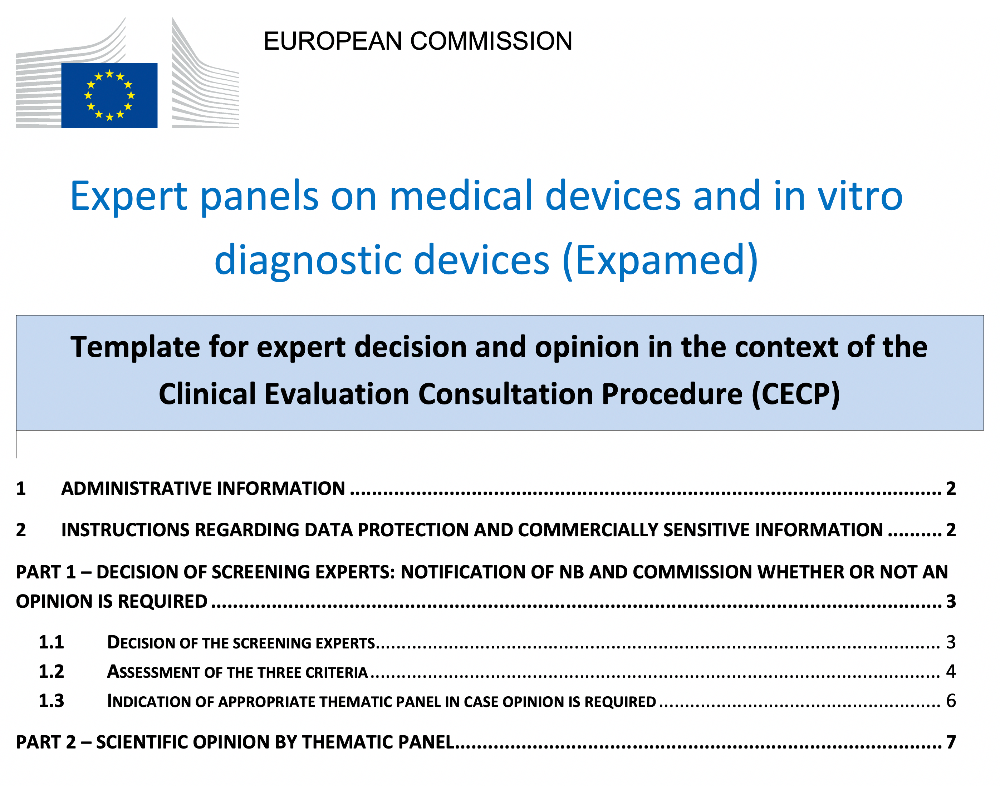 EUROPEAN COMMISSION
Expert panels on medical devices and in vitro
diagnostic devices (Expamed)
Template for expert decision and opinion in the context of the
Clinical Evaluation Consultation Procedure (CECP)
1 ADMINISTRATIVE INFORMATION 2
2 INSTRUCTIONS REGARDING DATA PROTECTION AND COMMERCIALLY SENSITIVE INFORMATION 2
PART 1 – DECISION OF SCREENING EXPERTS: NOTIFICATION OF NB AND COMMISSION WHETHER OR NOT AN
OPINION IS REQUIRED 3
1.1 DECISION OF THE SCREENING EXPERTS 3
1.2 ASSESSMENT OF THE THREE CRITERIA 4
1.3 INDICATION OF APPROPRIATE THEMATIC PANEL IN CASE OPINION IS REQUIRED 6
PART 2 – SCIENTIFIC OPINION BY THEMATIC PANEL 7